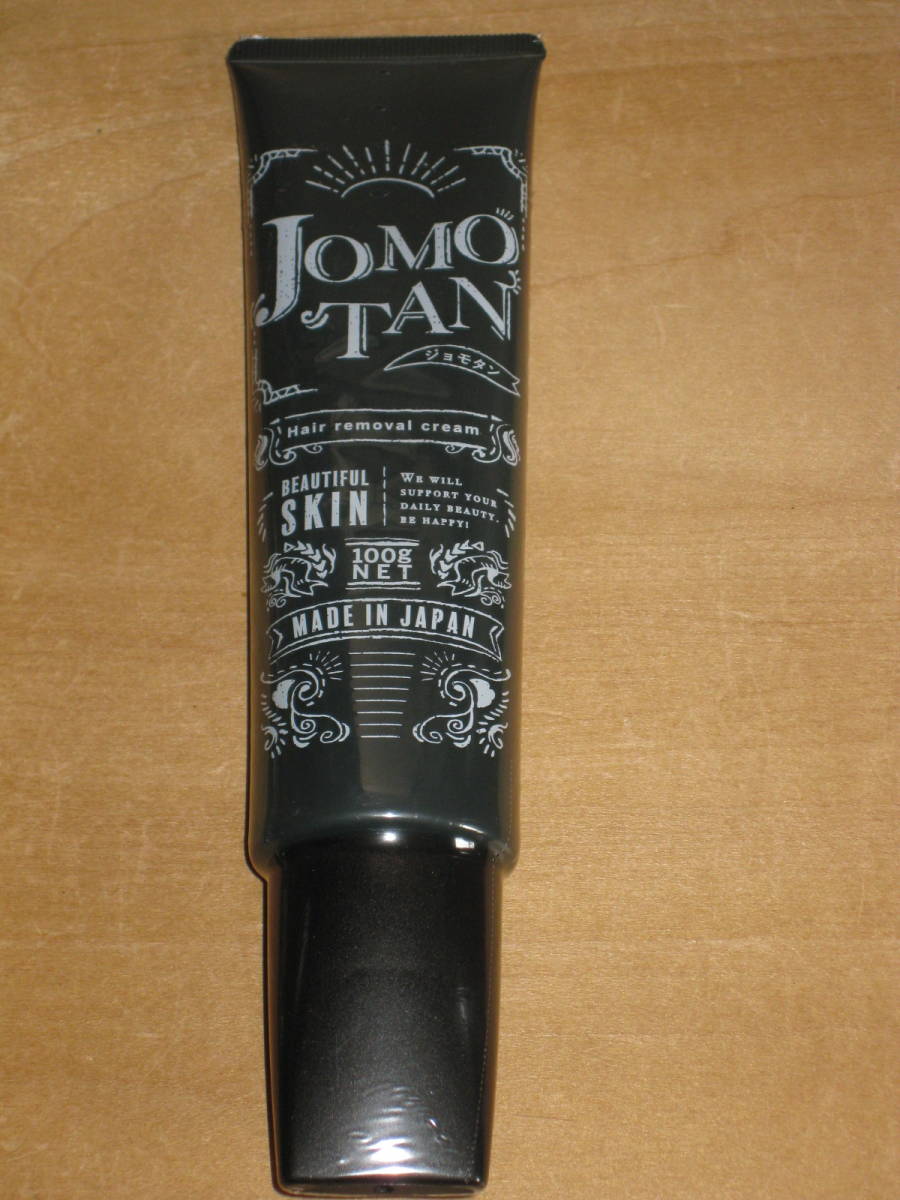 JOMO
TAN
ジョモタン
Hair removal cream
BEAUTIFUL
SKIN
WE WILL
SUPPORT YOUR
DAILY BEAUTY.
BE HAPPY!
100g
NET
MADE IN JAPAN